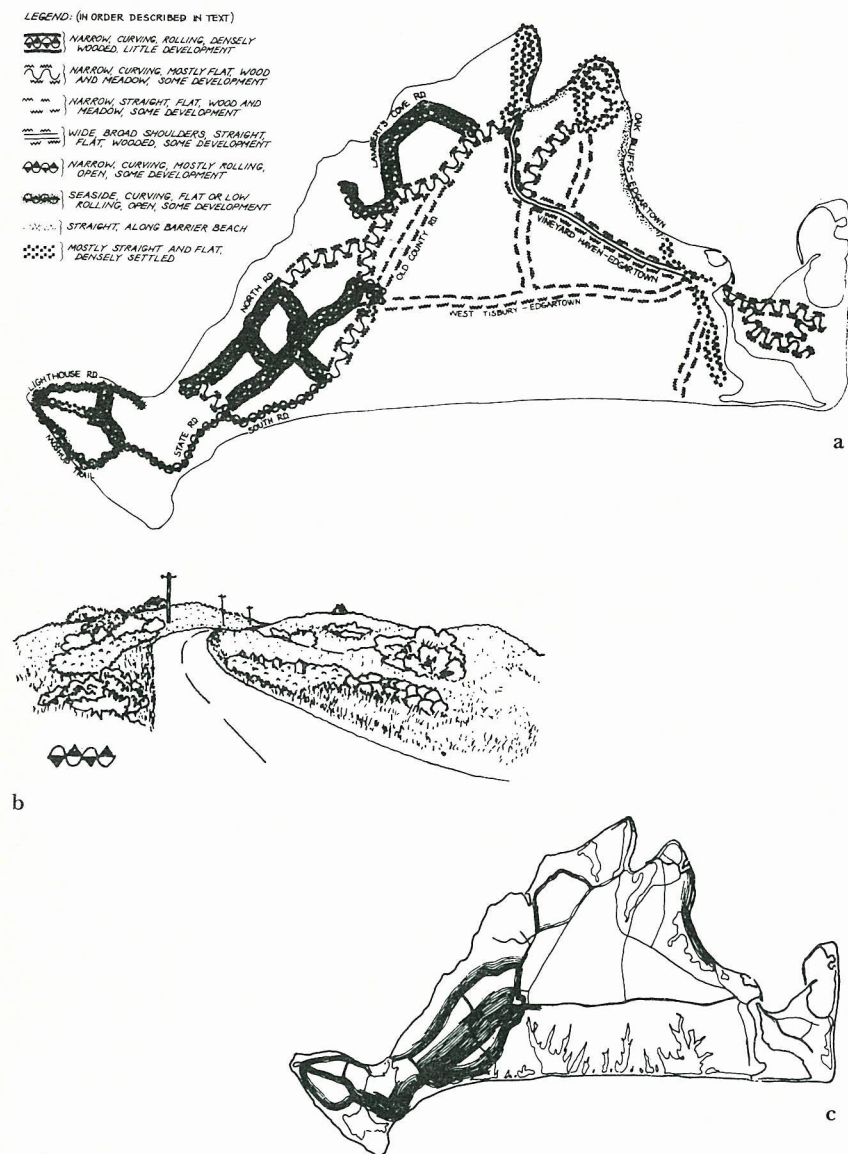 LEGEND: (IN ORDER DESCRIBED IN TEXT)
NARROW, CURVING, ROLLING, DENSELY
WOODED, LITTLE DEVELOPMENT
NARROW, CURVING, MOSTLY FLAT, WOOD
AND MEADOW, SOME DEVELOPMENT
NARROW, STRAIGHT, FLAT, WOOD AND
MEADOW, SOME DEVELOPMENT
WIDE, BROAD SHOULDERS, STRAIGHT,
FLAT, WOODED, SOME DEVELOPMENT
NARROW, CURVING, MOSTLY ROLLING,
OPEN, SOME DEVELOPMENT
SEASIDE, CURVING, FLAT OR LOW
ROLLING, OPEN, SOME DEVELOPMENT
STRAIGHT, ALONG BARRIER BEACH
MOSTLY STRAIGHT AND FLAT,
DENSELY SETTLED
LAMBERT'S COVE RD
OAK BLUFFS-EDGARTOWN
VINEYARD HAVEN-EDGARTOWN
OLD COUNTY RD
NORTH RD
WEST TISBURY-EDGARTOWN
LIGHTHOUSE RD
STATE RD
SOUTH RD
MOSHUP TRAIL
a
b
c